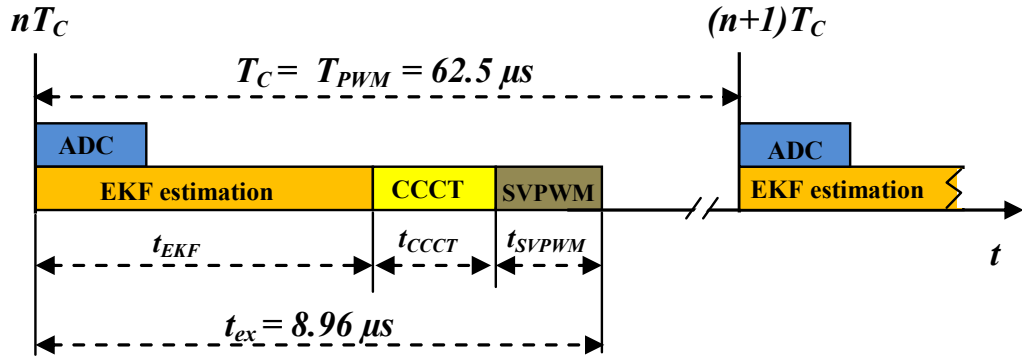 nT_C (n+1)T_C
T_C = T_PWM = 62.5 µs
ADC ADC
EKF estimation CCCT SVPWM EKF estimation
t_EKF t_CCCT t_SVPWM t
t_ex = 8.96 µs